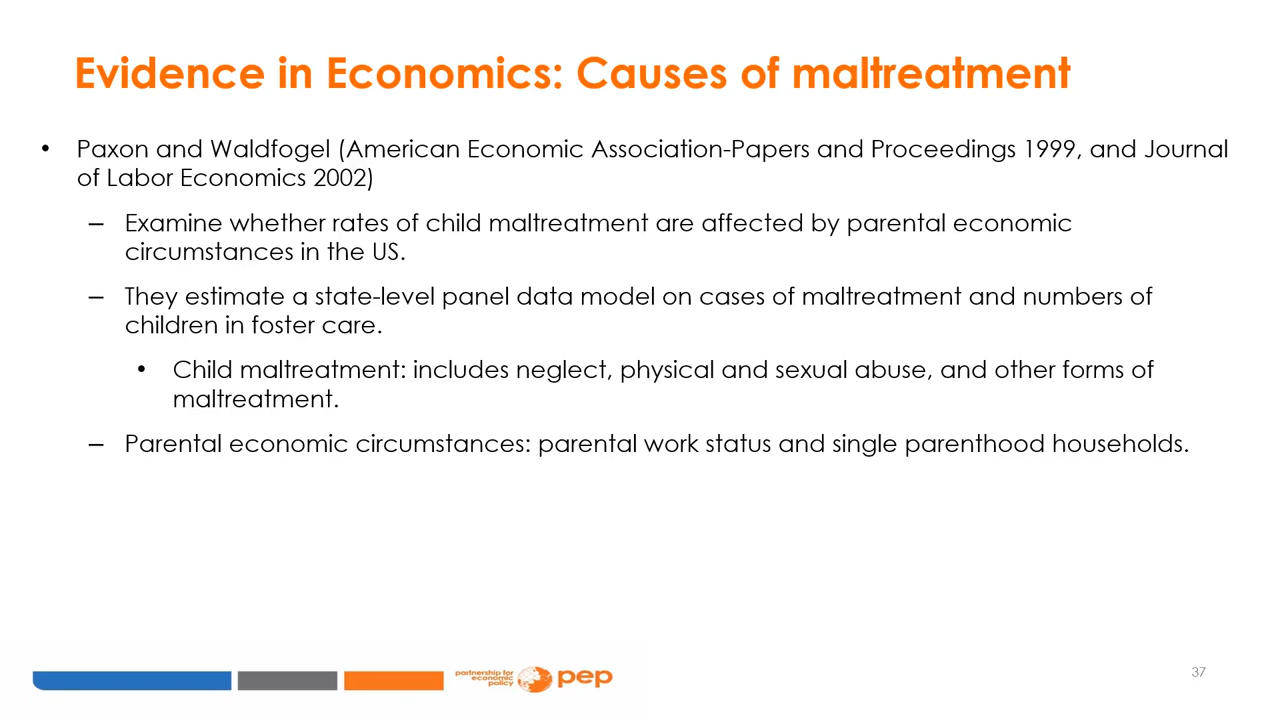 Evidence in Economics: Causes of maltreatment
• Paxon and Waldfogel (American Economic Association-Papers and Proceedings 1999, and Journal
of Labor Economics 2002)
– Examine whether rates of child maltreatment are affected by parental economic
circumstances in the US.
– They estimate a state-level panel data model on cases of maltreatment and numbers of
children in foster care.
• Child maltreatment: includes neglect, physical and sexual abuse, and other forms of
maltreatment.
– Parental economic circumstances: parental work status and single parenthood households.
partnership for
economic
policy
pep
37